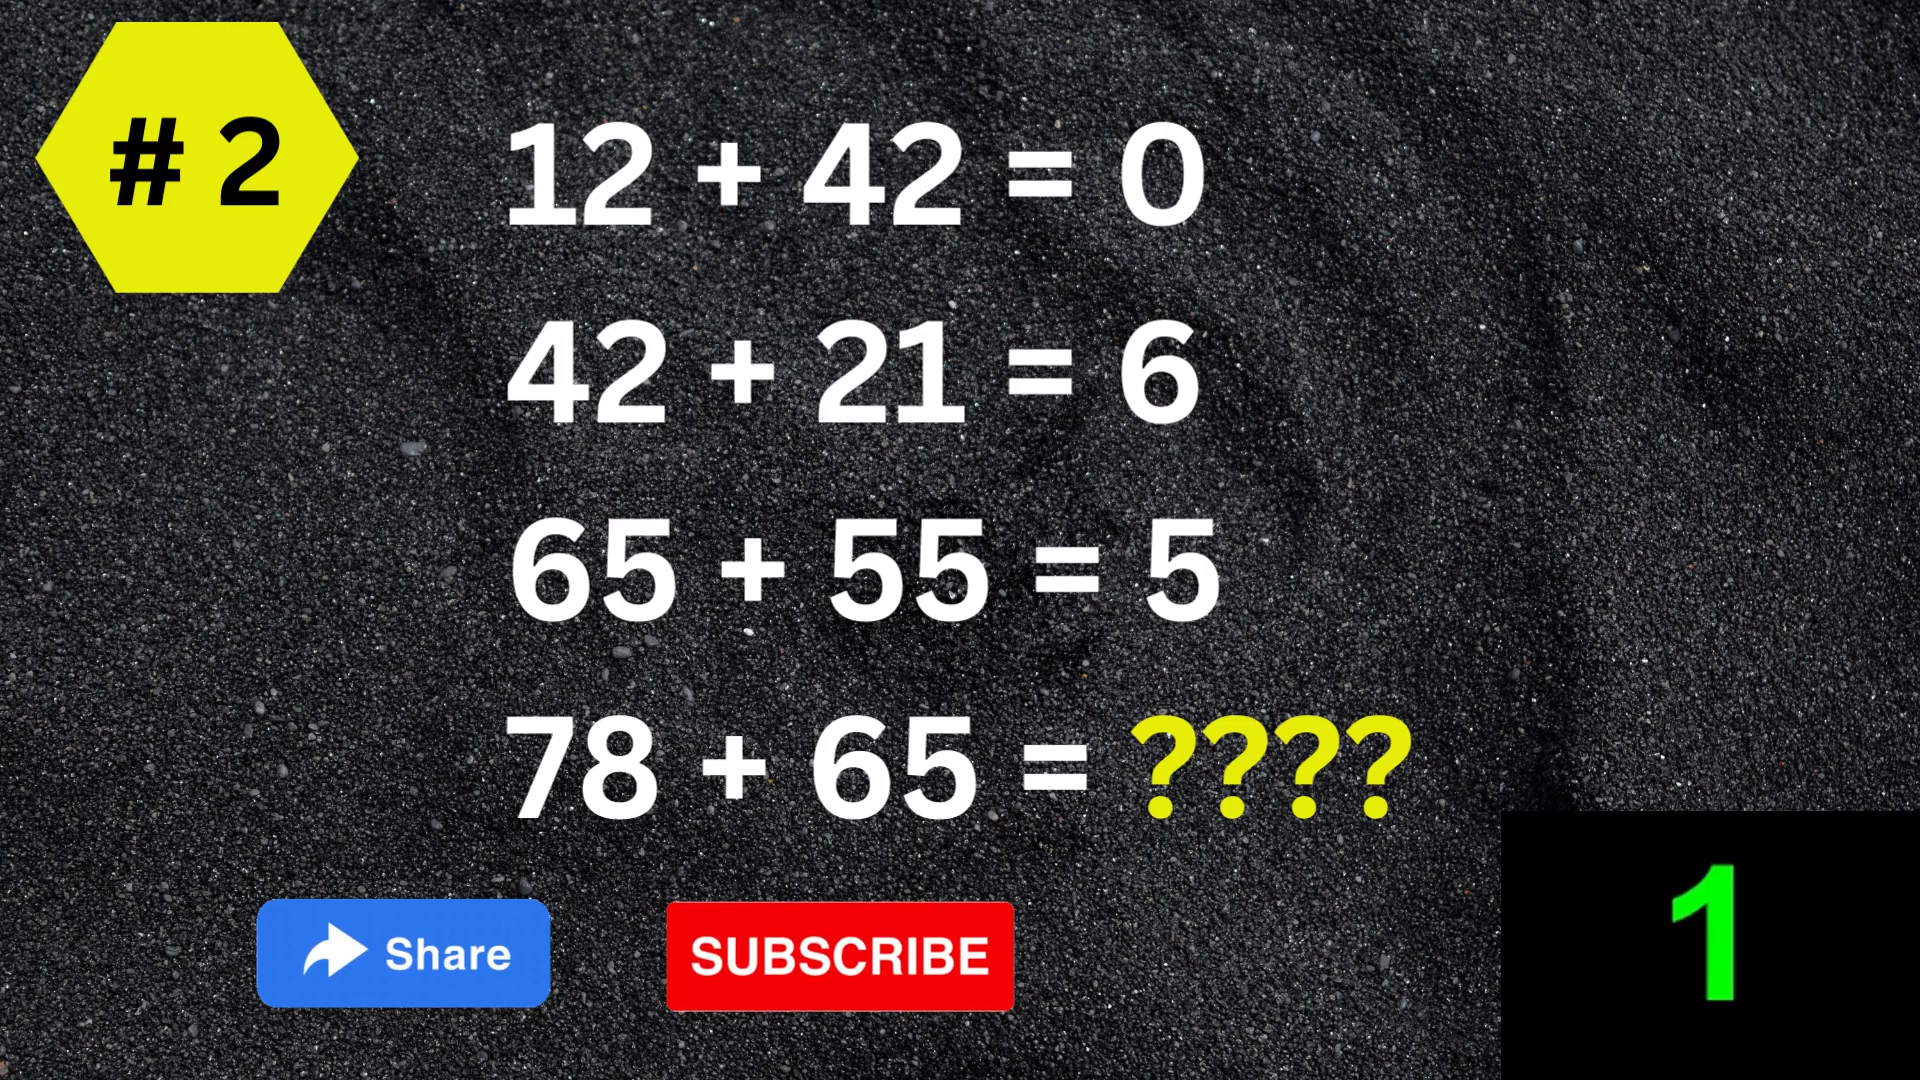 # 2
12 + 42 = 0
42 + 21 = 6
65 + 55 = 5
78 + 65 = ????
Share
SUBSCRIBE
1